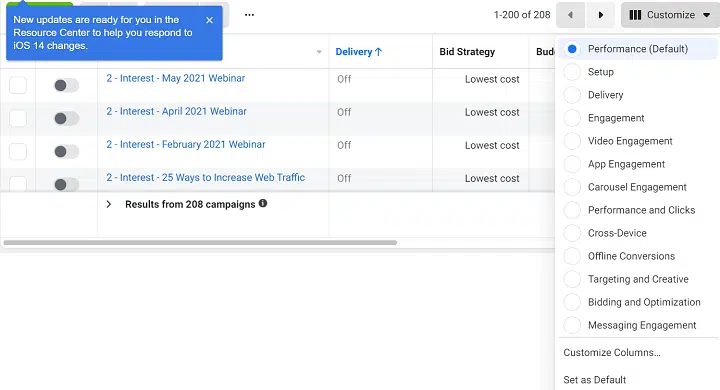 New updates are ready for you in the
Resource Center to help you respond to
iOS 14 changes.
1-200 of 208
Customize
Delivery
Bid Strategy
2 - Interest - May 2021 Webinar
Off
Lowest cost
2 - Interest - April 2021 Webinar
Off
Lowest cost
2 - Interest - February 2021 Webinar
Off
Lowest cost
2 - Interest - 25 Ways to Increase Web Traffic
Off
Lowest cost
Results from 208 campaigns
Performance (Default)
Setup
Delivery
Engagement
Video Engagement
App Engagement
Carousel Engagement
Performance and Clicks
Cross-Device
Offline Conversions
Targeting and Creative
Bidding and Optimization
Messaging Engagement
Customize Columns...
Set as Default